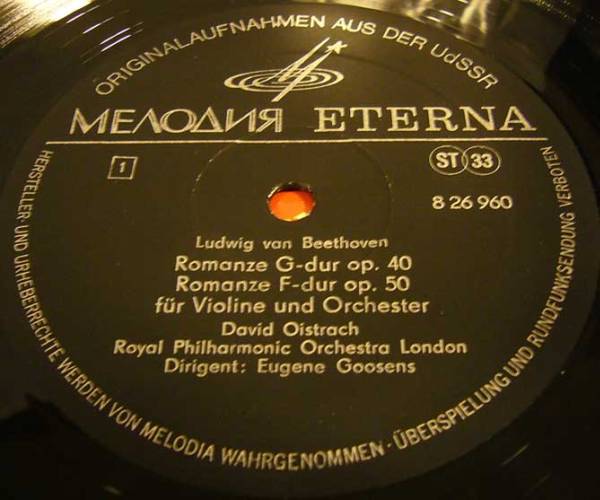 ORIGINALAUFNAHMEN AUS DER UdSSR
МЕЛОДИЯ ETERNA
1
ST 33
8 26 960
Ludwig van Beethoven
Romanze G-dur op. 40
Romanze F-dur op. 50
für Violine und Orchester
David Oistrach
Royal Philharmonic Orchestra London
Dirigent: Eugene Goosens
HERSTELLER- UND URHEBERRECHTE WERDEN VON MELODIA WAHRGENOMMEN · ÜBERSPIELUNG UND RUNDFUNKSENDUNG VERBOTEN